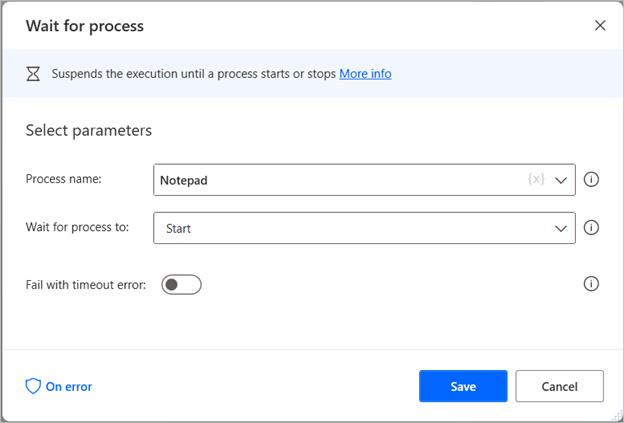 Wait for process
Suspends the execution until a process starts or stops More info
Select parameters
Process name: Notepad {x}
Wait for process to: Start
Fail with timeout error:
On error Save Cancel